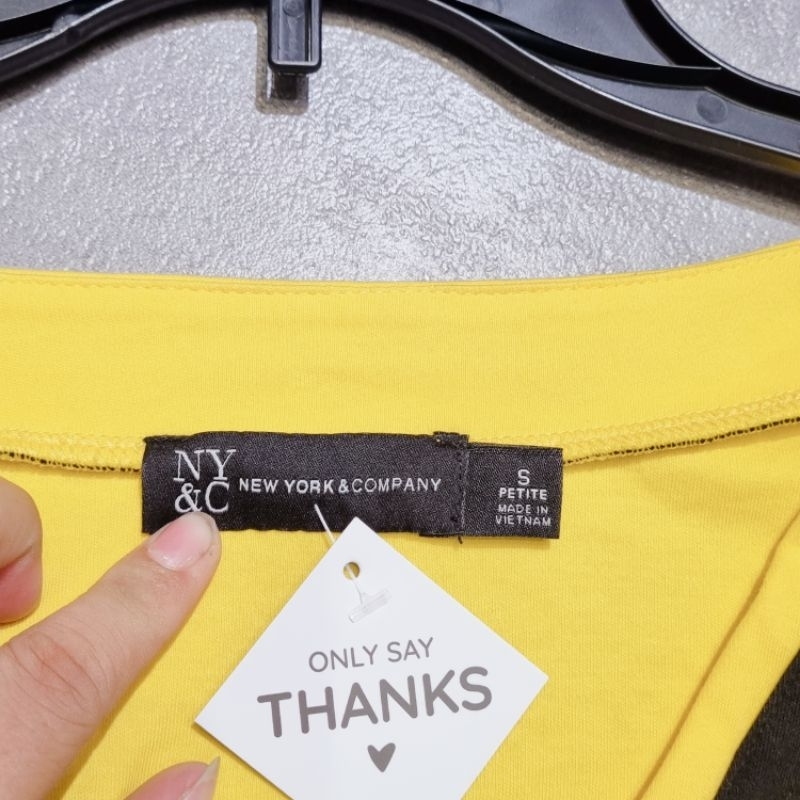 NY
&C
NEW YORK & COMPANY
S
PETITE
MADE IN
VIETNAM
ONLY SAY
THANKS